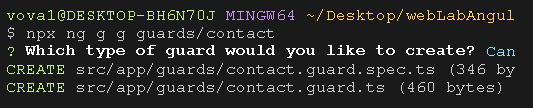 vova1@DESKTOP-BH6N70J MINGW64 ~/Desktop/webLabAngul
$ npx ng g g guards/contact
? Which type of guard would you like to create? Can
CREATE src/app/guards/contact.guard.spec.ts (346 by
CREATE src/app/guards/contact.guard.ts (460 bytes)